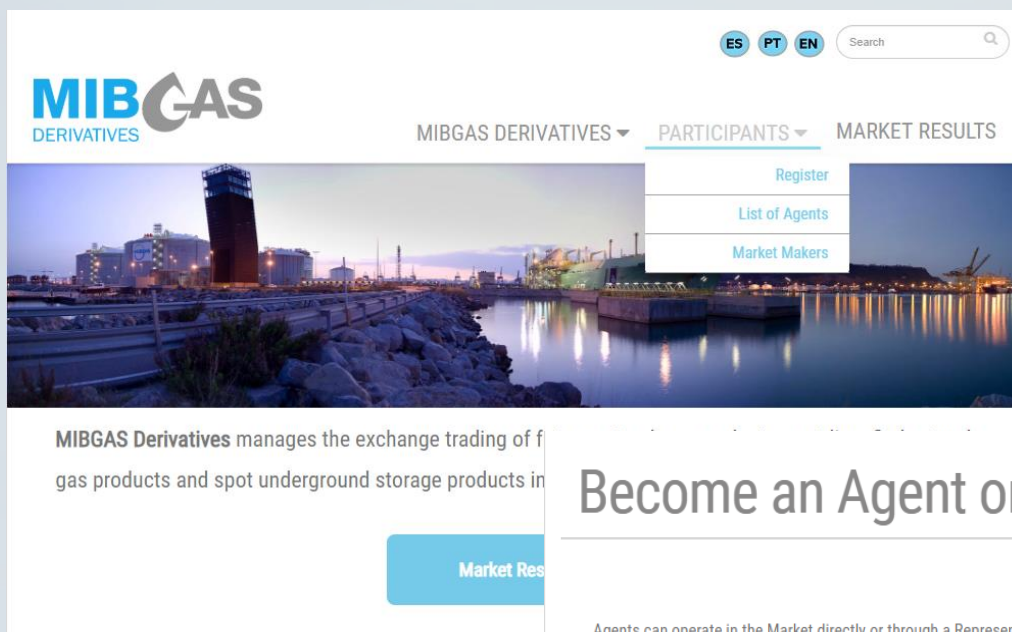 ES PT EN Search
MIBGAS
DERIVATIVES
MIBGAS DERIVATIVES PARTICIPANTS MARKET RESULTS
Register
List of Agents
Market Makers
MIBGAS Derivatives manages the exchange trading of
gas products and spot underground storage products in
Become an Agent
Market
Agents can operate in the Market directly or through a